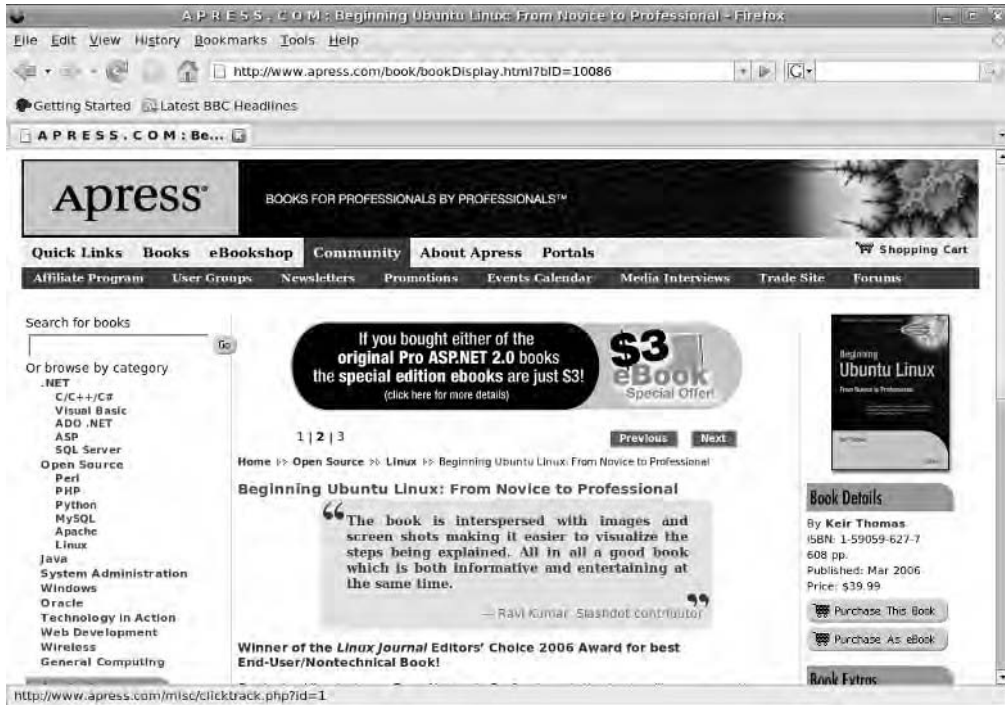 A P R E S S . C O M : Beginning Ubuntu Linux: From Novice to Professional - Firefox
File Edit View History Bookmarks Tools Help
http://www.apress.com/book/bookDisplay.html?bID=10086
G
Getting Started Latest BBC Headlines
A P R E S S . C O M : Be...
Apress®
BOOKS FOR PROFESSIONALS BY PROFESSIONALS™
Quick Links Books eBookshop Community About Apress Portals
Shopping Cart
Affiliate Program User Groups Newsletters Promotions Events Calendar Media Interviews Trade Site Forums
Search for books
Go
Or browse by category
.NET
C/C++/C#
Visual Basic
ADO .NET
ASP
SQL Server
Open Source
Perl
PHP
Python
MySQL
Apache
Linux
Java
System Administration
Windows
Oracle
Technology in Action
Web Development
Wireless
General Computing
If you bought either of the
original Pro ASP.NET 2.0 books
the special edition ebooks are just $3!
(click here for more details)
$3
eBook
Special Offer!
1 | 2 | 3
Previous Next
Home >> Open Source >> Linux >> Beginning Ubuntu Linux: From Novice to Professional
Beginning Ubuntu Linux: From Novice to Professional
“The book is interspersed with images and
screen shots making it easier to visualize the
steps being explained. All in all a good book
which is both informative and entertaining at
the same time.”
— Ravi Kumar, Slashdot contributor
Winner of the Linux Journal Editors' Choice 2006 Award for best
End-User/Nontechnical Book!
Beginning
Ubuntu Linux
From Novice to Professional
Book Details
By Keir Thomas
ISBN: 1-59059-627-7
608 pp.
Published: Mar 2006
Price: $39.99
Purchase This Book
Purchase As eBook
Book Extras
http://www.apress.com/misc/clicktrack.php?id=1